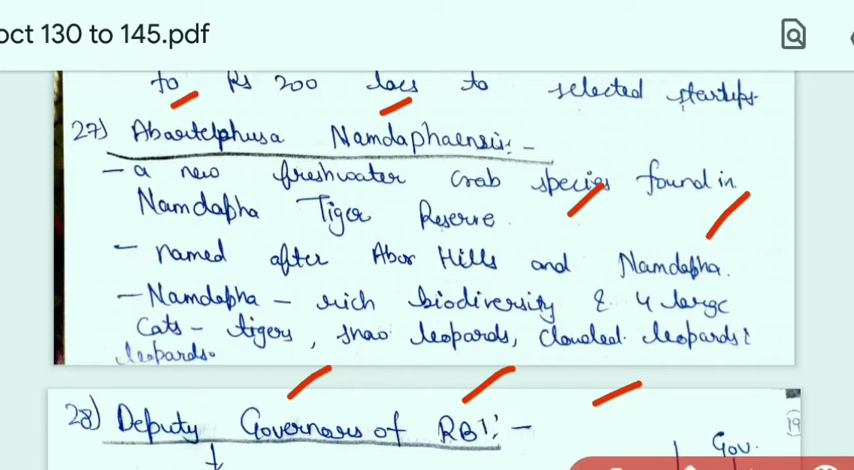 oct 130 to 145.pdf
to Rs 200 lacs to selected startups
27) Abortelphusa Namdaphaensis: -
- a new freshwater crab species found in
Namdapha Tiger Reserve.
- named after Abor Hills and Namdapha.
- Namdapha - rich biodiversity & 4 large
cats - tigers, snow leopards, clouded leopards &
leopards.
28) Deputy Governors of RBI: -
19
Gov.